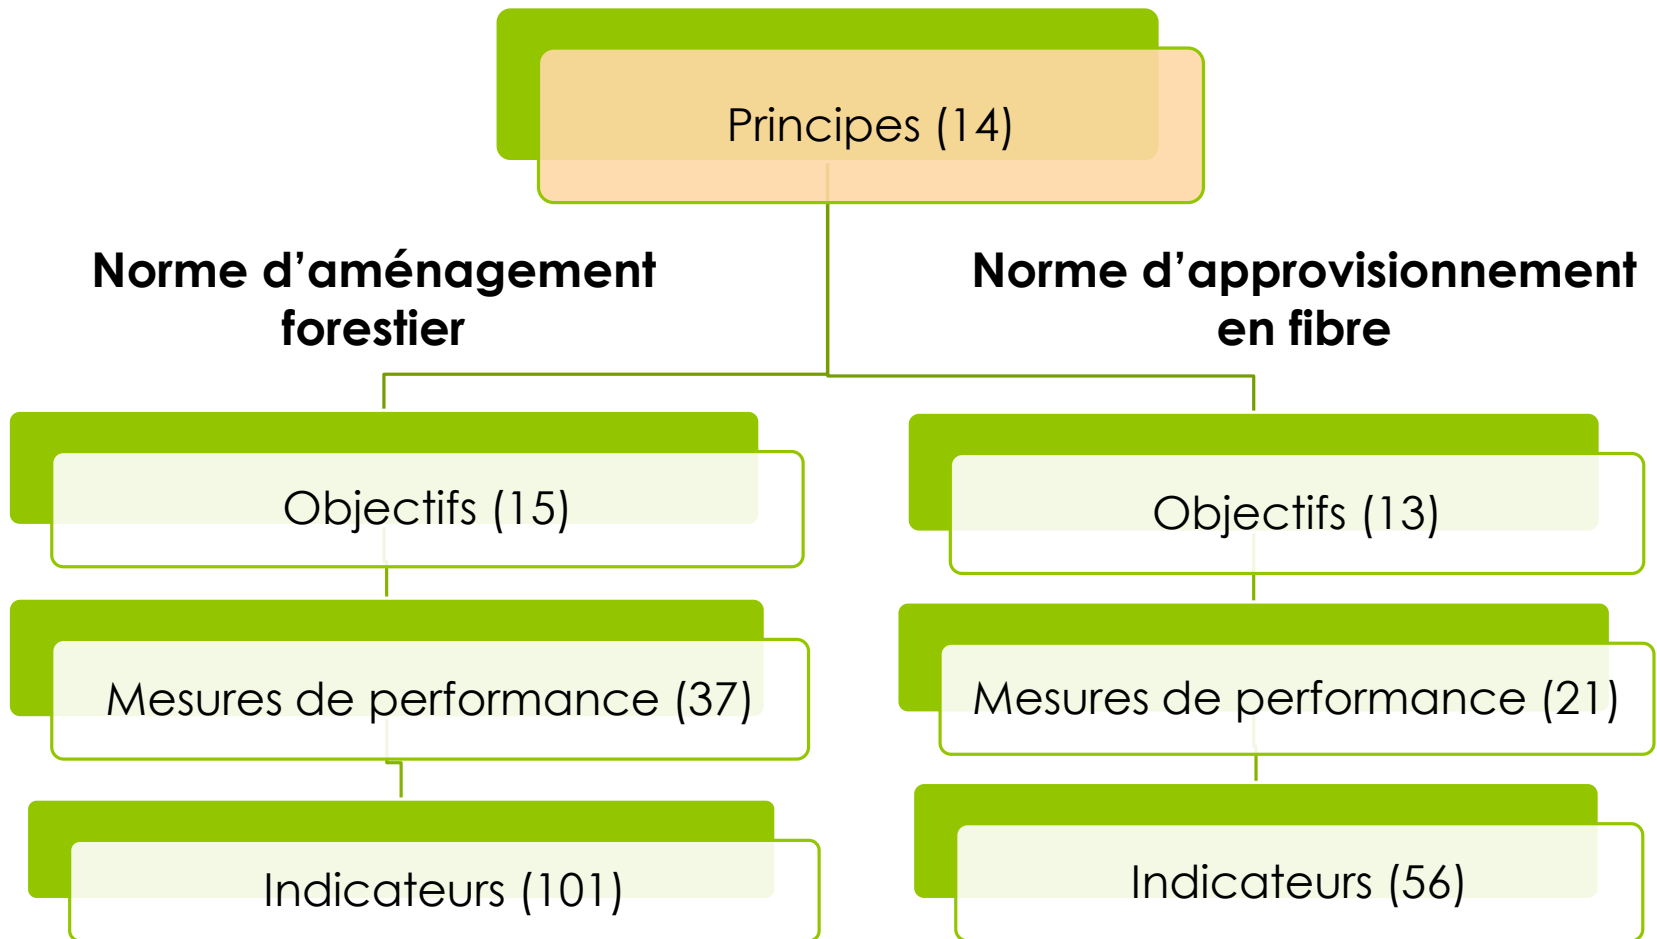 Principes (14)
Norme d’aménagement
forestier
Objectifs (15)
Mesures de performance (37)
Indicateurs (101)
Norme d’approvisionnement
en fibre
Objectifs (13)
Mesures de performance (21)
Indicateurs (56)